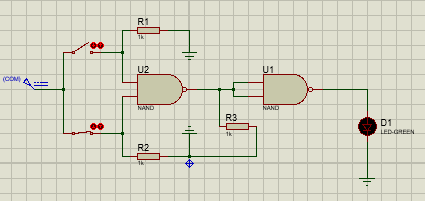 R1
1k
(COM)
U2
NAND
U1
NAND
R3
1k
D1
LED-GREEN
R2
1k